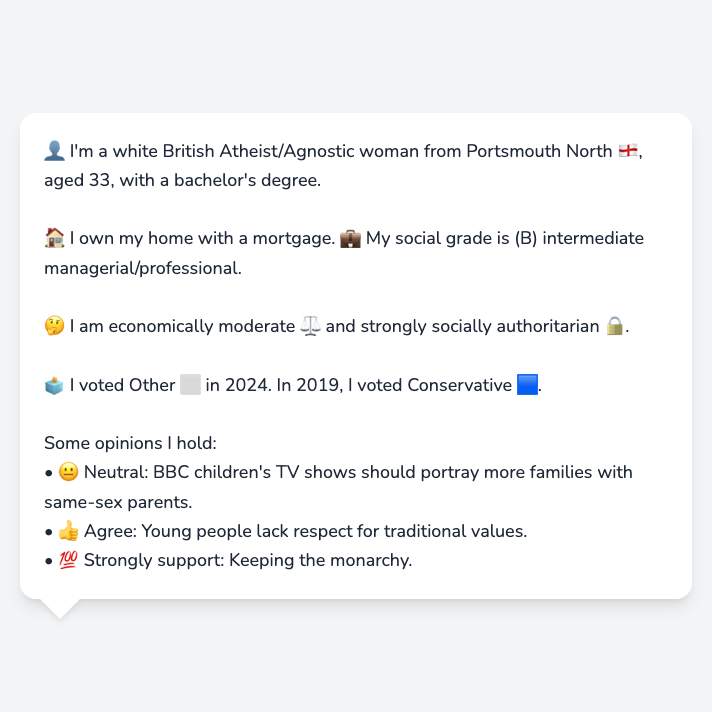 👤 I'm a white British Atheist/Agnostic woman from Portsmouth North 🏴󠁧󠁢󠁥󠁮󠁧󠁿,
aged 33, with a bachelor's degree.
🏠 I own my home with a mortgage. 💼 My social grade is (B) intermediate
managerial/professional.
🤔 I am economically moderate ⚖️ and strongly socially authoritarian 🔒.
🗳️ I voted Other ⬜ in 2024. In 2019, I voted Conservative 🟦.
Some opinions I hold:
• 😐 Neutral: BBC children's TV shows should portray more families with
same-sex parents.
• 👍 Agree: Young people lack respect for traditional values.
• 💯 Strongly support: Keeping the monarchy.